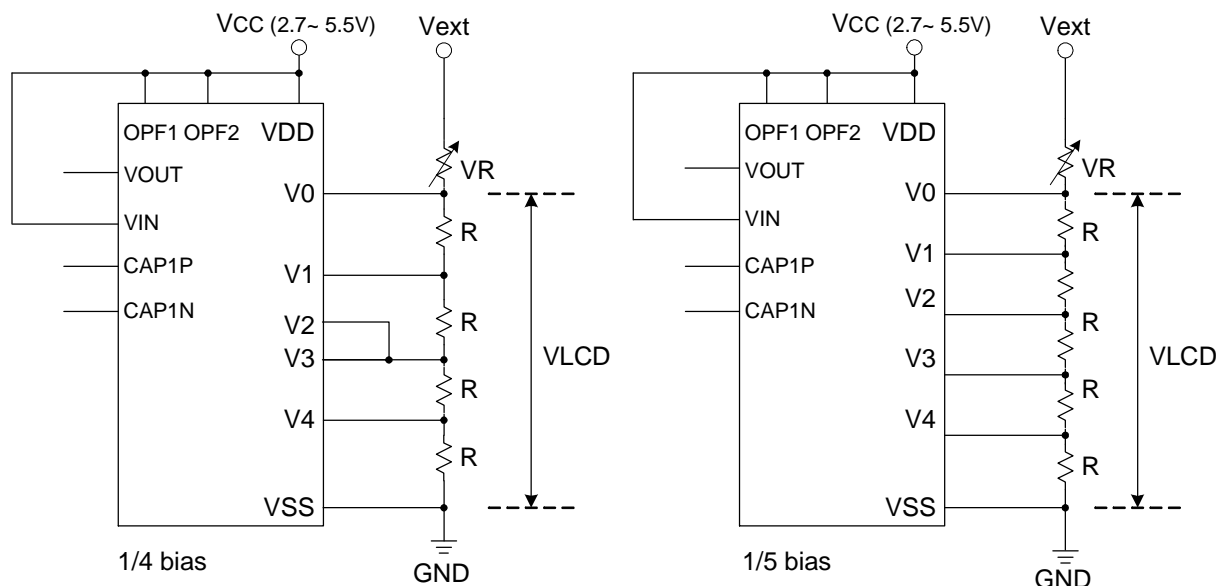 VCC (2.7~ 5.5V)
Vext
OPF1 OPF2 VDD
VOUT
VR
V0
VIN
R
CAP1P
V1
CAP1N
R
V2
V3
VLCD
R
V4
R
VSS
1/4 bias
GND
VCC (2.7~ 5.5V)
Vext
OPF1 OPF2 VDD
VOUT
VR
V0
VIN
R
V1
CAP1P
R
V2
CAP1N
R
V3
VLCD
R
V4
R
VSS
1/5 bias
GND